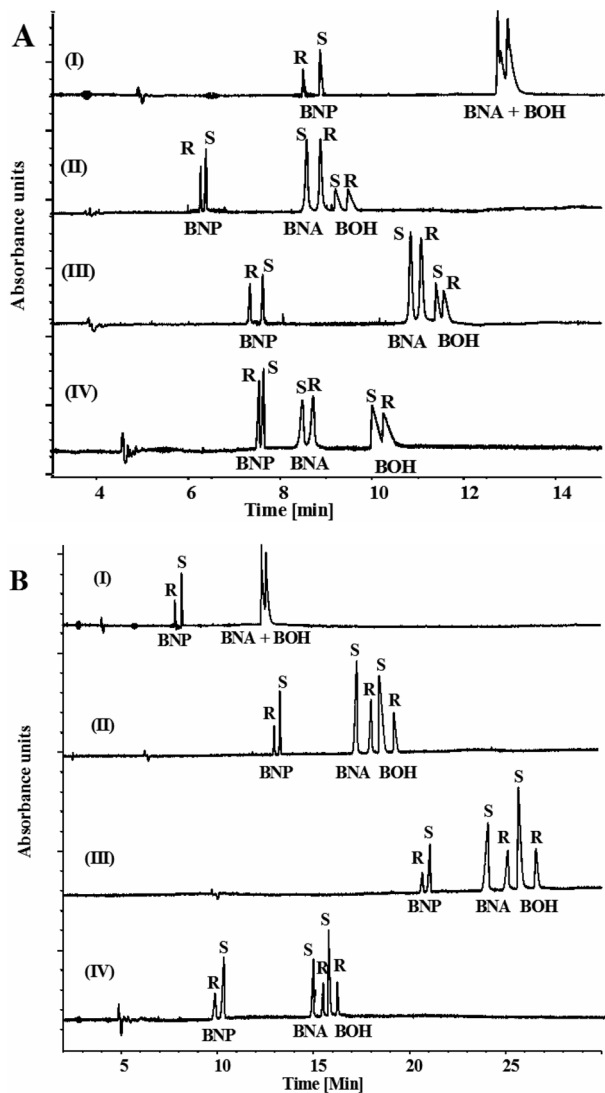 A
(I)
R
S
BNP
BNA + BOH
(II)
R S S R S R
BNP BNA BOH
(III)
R S S R S R
BNP BNA BOH
(IV)
R S S R S R
BNP BNA BOH
Absorbance units
4 6 8 10 12 14
Time [min]
B
(I)
R S
BNP BNA + BOH
(II)
R S S R S R
BNP BNA BOH
(III)
R S S R S R
BNP BNA BOH
(IV)
R S S R S R
BNP BNA BOH
Absorbance units
5 10 15 20 25
Time [Min]